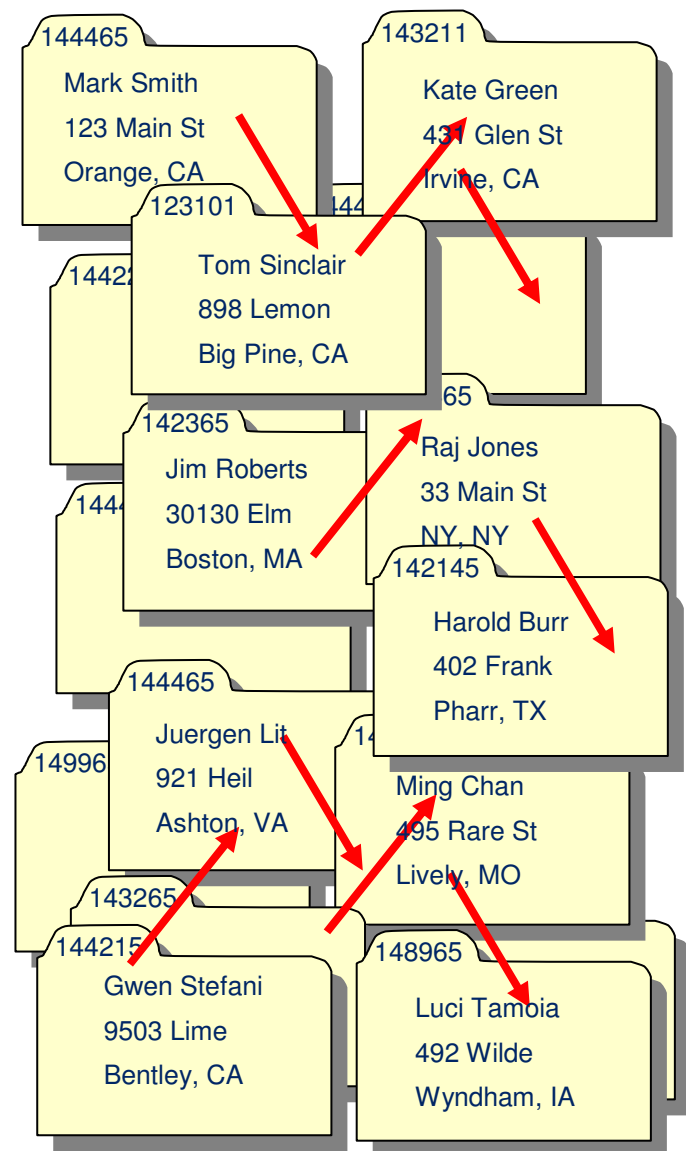 144465
Mark Smith
123 Main St
Orange, CA
143211
Kate Green
431 Glen St
Irvine, CA
123101
Tom Sinclair
898 Lemon
Big Pine, CA
142365
Jim Roberts
30130 Elm
Boston, MA
65
Raj Jones
33 Main St
NY, NY
142145
Harold Burr
402 Frank
Pharr, TX
144465
Juergen Lit
921 Heil
Ashton, VA
Ming Chan
495 Rare St
Lively, MO
14996
143265
144215
Gwen Stefani
9503 Lime
Bentley, CA
148965
Luci Tamoia
492 Wilde
Wyndham, IA